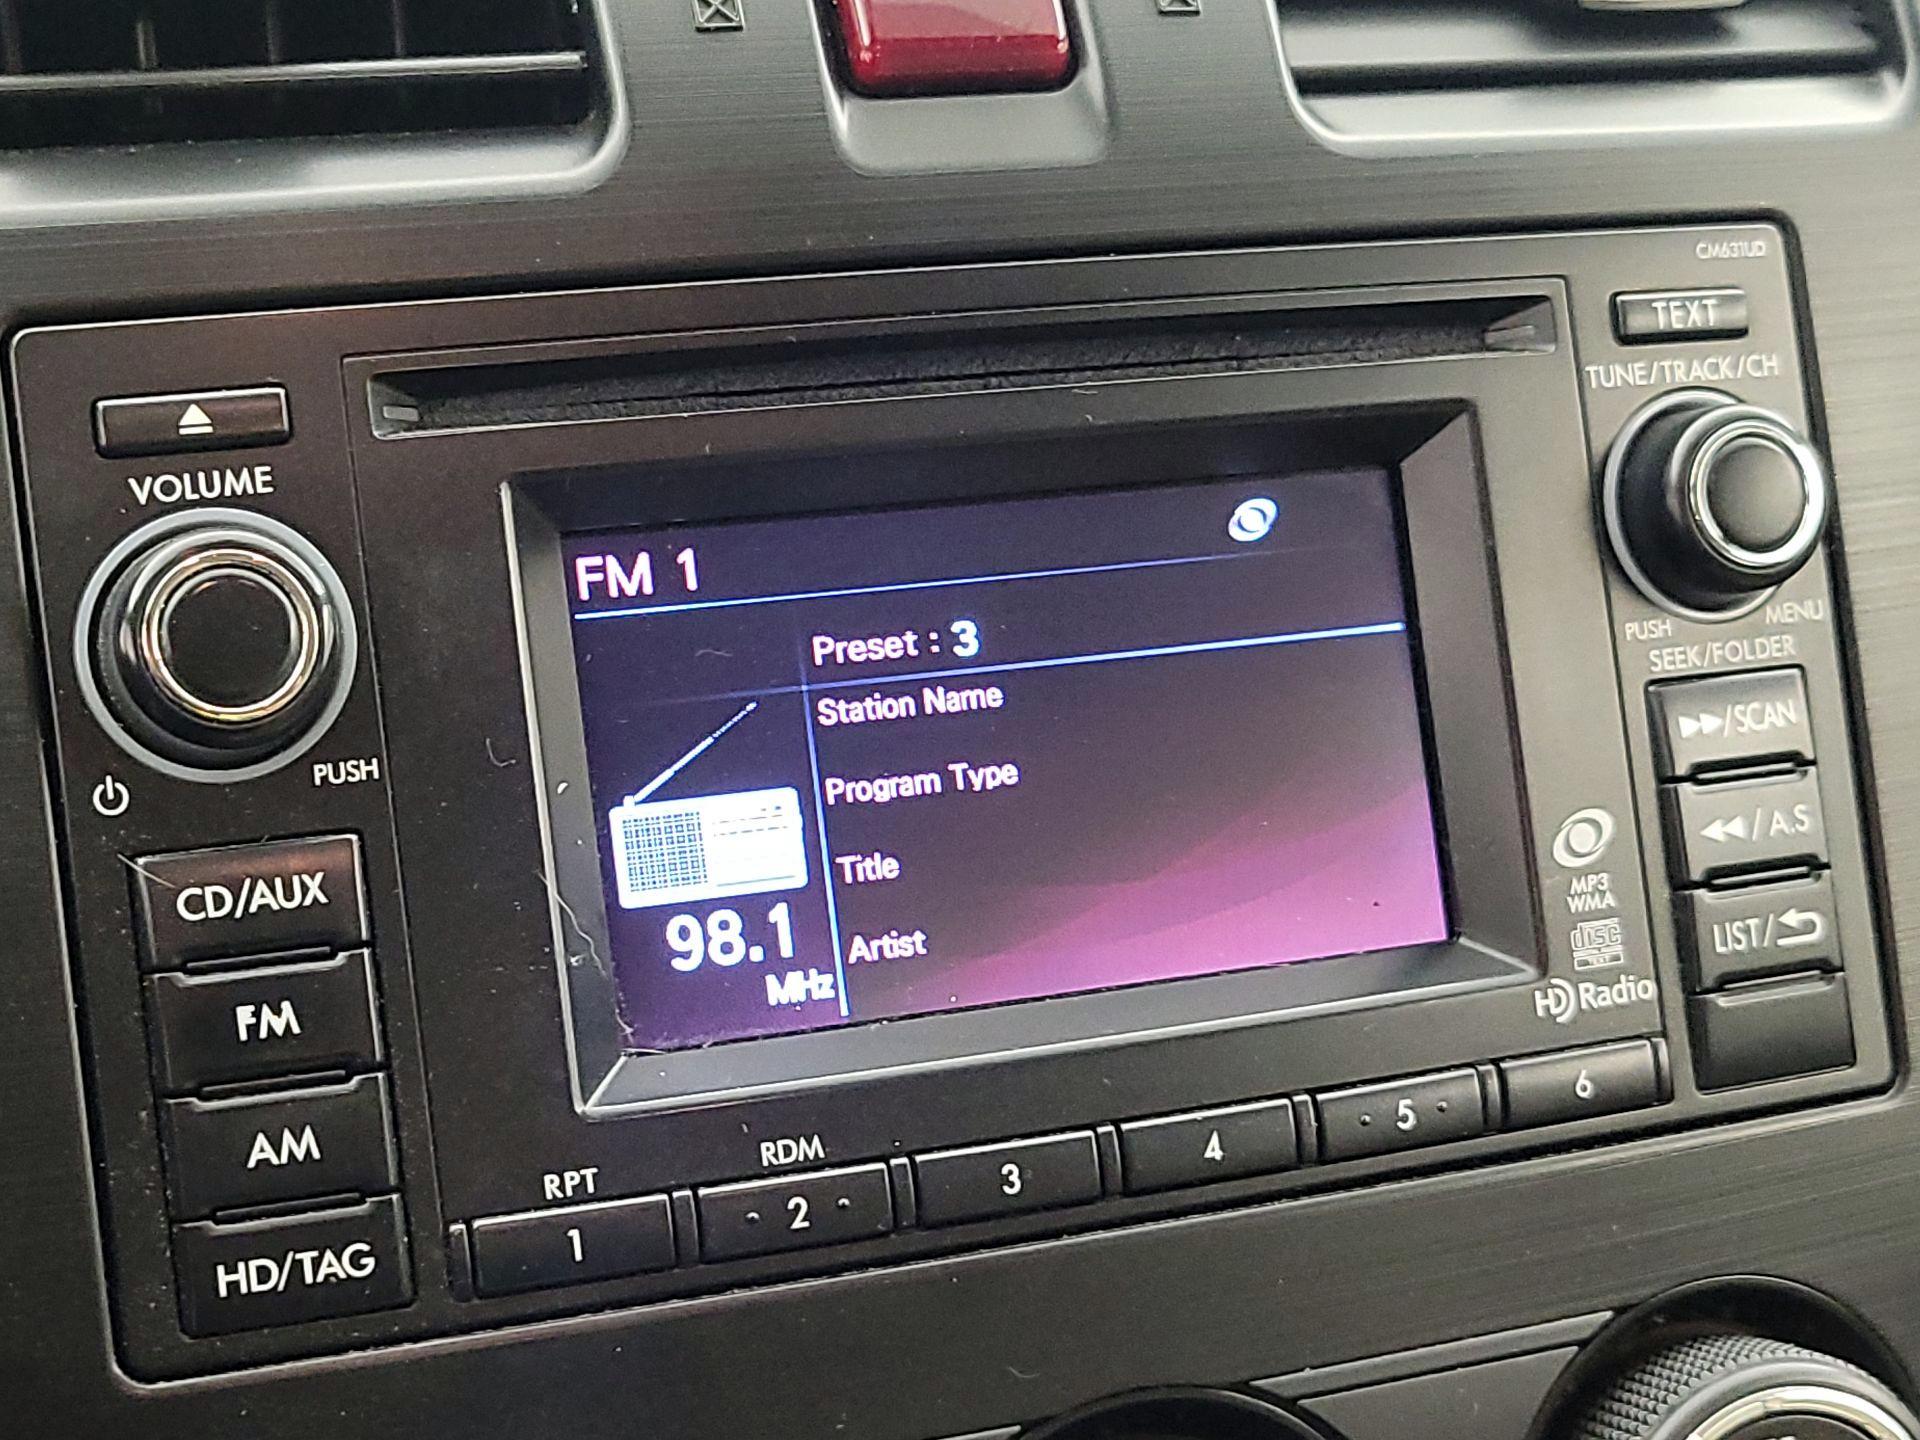 CM631UD
TEXT
TUNE/TRACK/CH
VOLUME
PUSH
FM 1
Preset : 3
Station Name
Program Type
Title
Artist
98.1
MHz
PUSH
MENU
SEEK/FOLDER
/SCAN
/A.S
LIST/
MP3
WMA
disc
TEXT
HD Radio
CD/AUX
FM
AM
HD/TAG
RPT
RDM
1
2
3
4
5
6